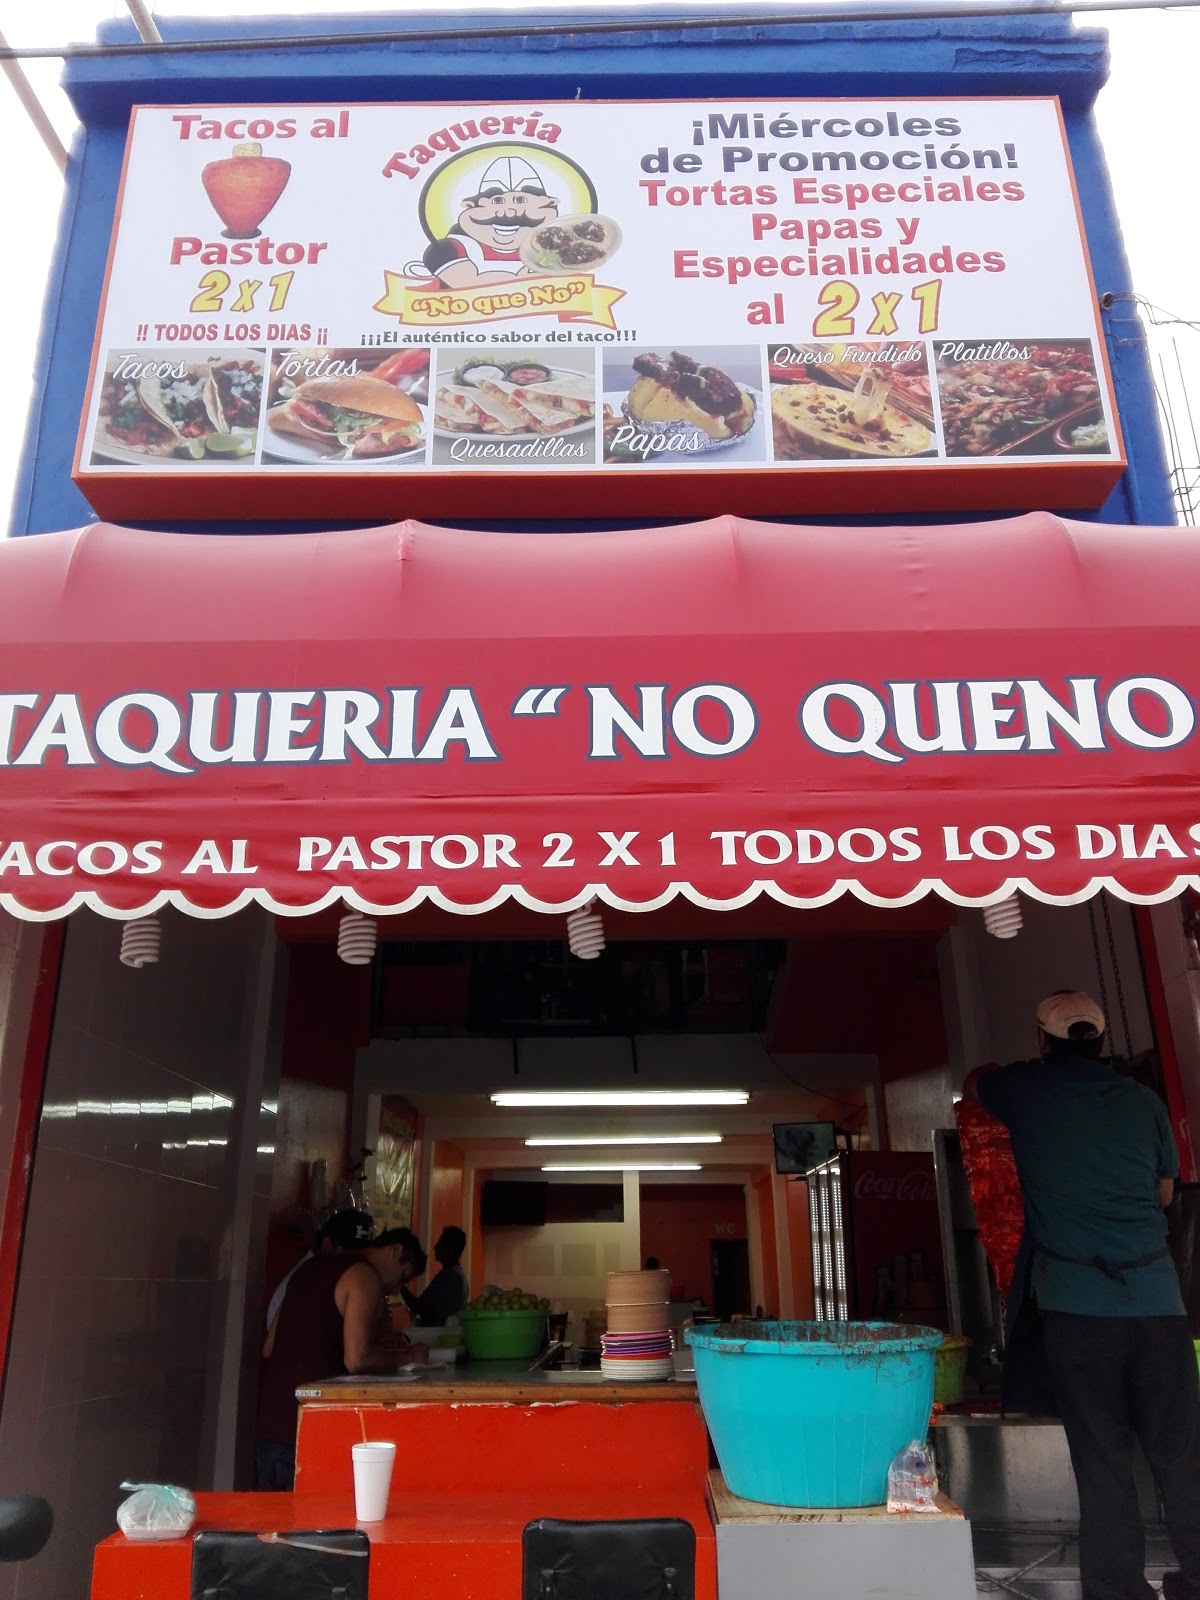 Tacos al
Pastor
2x1
!! TODOS LOS DIAS ¡¡
Taquería
"No que No"
¡¡¡El auténtico sabor del taco!!!
¡Miércoles
de Promoción!
Tortas Especiales
Papas y
Especialidades
al 2x1
Tacos
Tortas
Quesadillas
Papas
Queso Fundido
Platillos
TAQUERIA “NO QUENO
TACOS AL PASTOR 2 X 1 TODOS LOS DIAS
Coca-Cola
WC